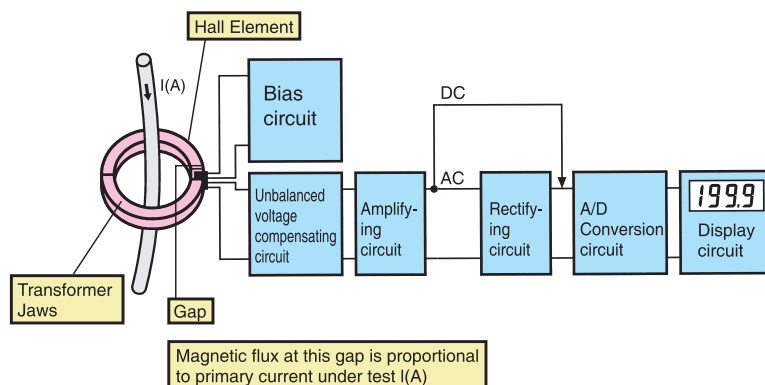 Hall Element
I(A)
Bias
circuit
DC
AC
Unbalanced
voltage
compensating
circuit
Amplify-
ing
circuit
Rectify-
ing
circuit
A/D
Conversion
circuit
199.9
Display
circuit
Transformer
Jaws
Gap
Magnetic flux at this gap is proportional
to primary current under test I(A)